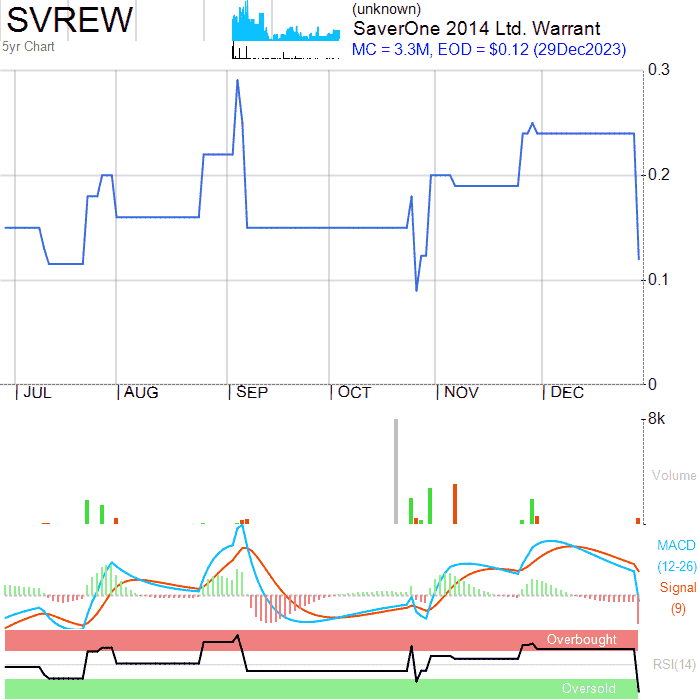 SVREW
5yr Chart
(unknown)
SaverOne 2014 Ltd. Warrant
MC = 3.3M, EOD = $0.12 (29Dec2023)
0.3
0.2
0.1
0
JUL AUG SEP OCT NOV DEC
8k
Volume
MACD
(12-26)
Signal
(9)
Overbought
RSI(14)
Oversold